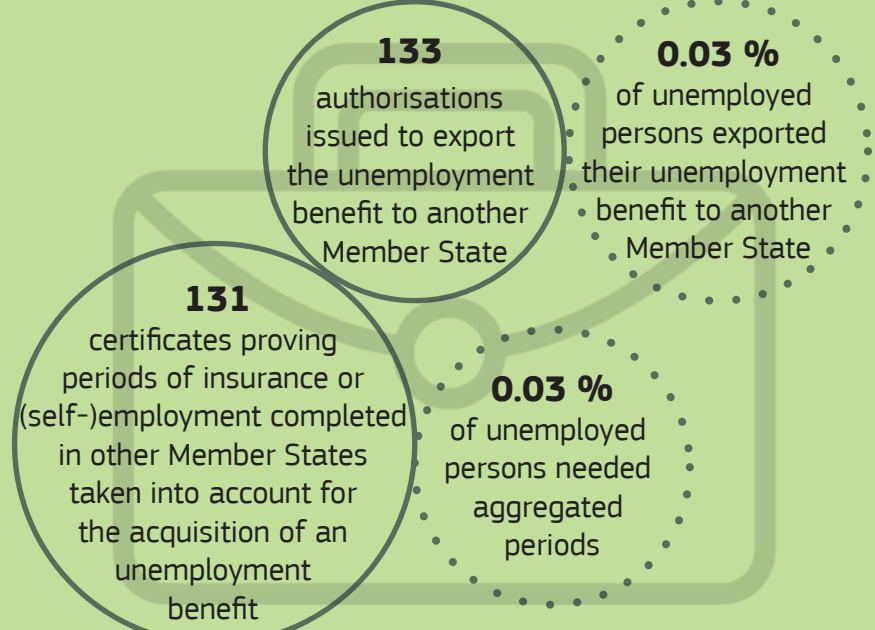 133
authorisations
issued to export
the unemployment
benefit to another
Member State
0.03 %
of unemployed
persons exported
their unemployment
benefit to another
Member State
131
certificates proving
periods of insurance or
(self-)employment completed
in other Member States
taken into account for
the acquisition of an
unemployment
benefit
0.03 %
of unemployed
persons needed
aggregated
periods